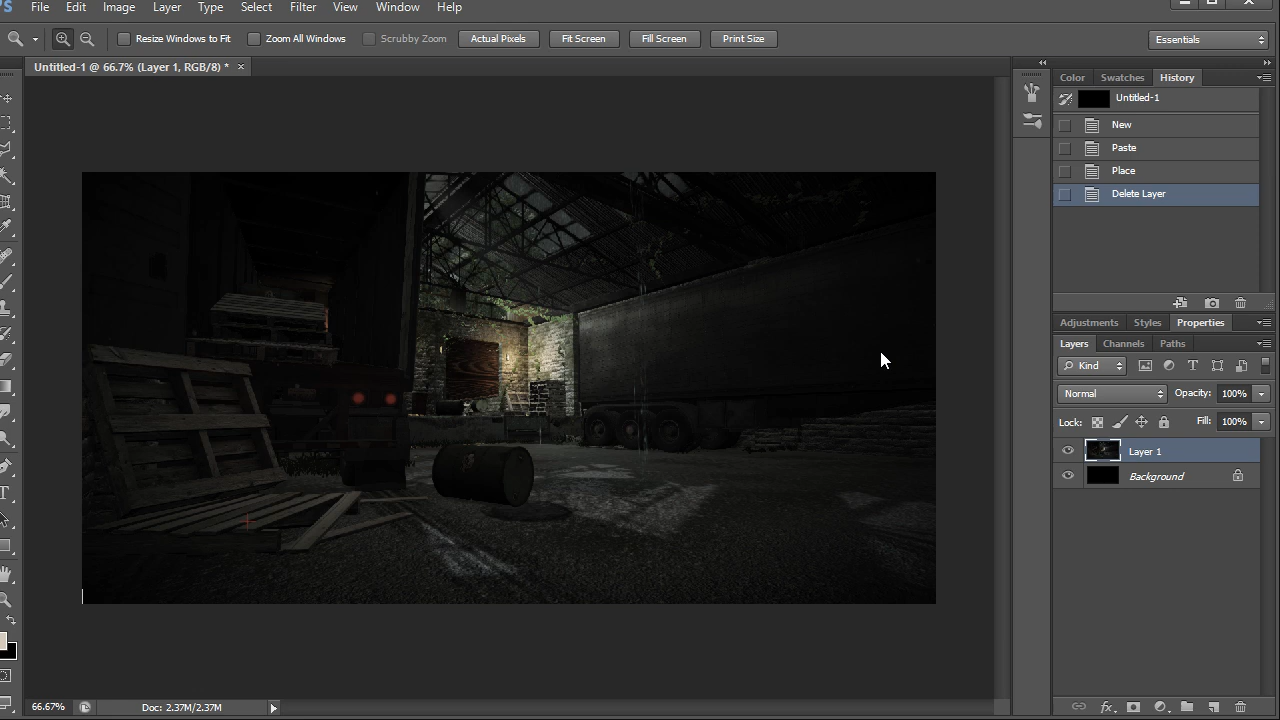 PS File Edit Image Layer Type Select Filter View Window Help
Resize Windows to Fit Zoom All Windows Scrubby Zoom Actual Pixels Fit Screen Fill Screen Print Size Essentials
Untitled-1 @ 66.7% (Layer 1, RGB/8) *
Color Swatches History
Untitled-1
New
Paste
Place
Delete Layer
Adjustments Styles Properties
Layers Channels Paths
Kind
Normal Opacity: 100%
Lock: Fill: 100%
Layer 1
Background
66.67% Doc: 2.37M/2.37M